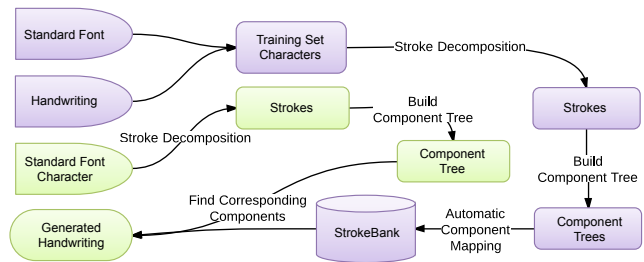 Standard Font
Training Set
Characters
Stroke Decomposition
Handwriting
Strokes
Build
Component Tree
Strokes
Stroke Decomposition
Standard Font
Character
Component
Tree
Build
Component Tree
Find Corresponding
Components
Generated
Handwriting
StrokeBank
Automatic
Component
Mapping
Component
Trees